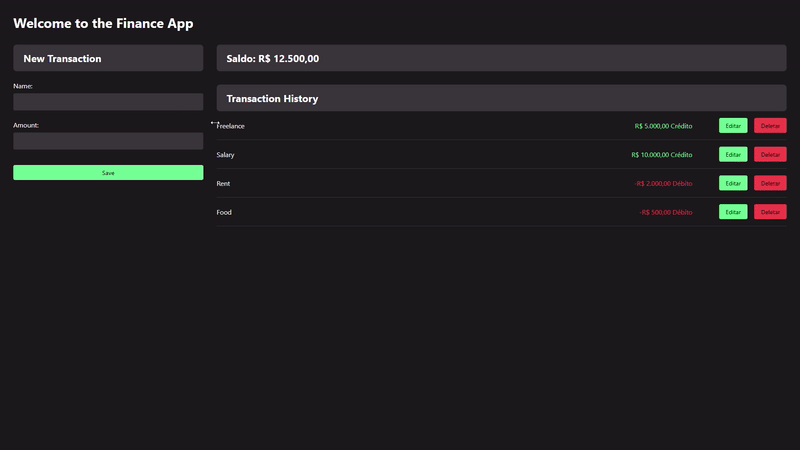 Welcome to the Finance App
New Transaction
Name:
Amount:
Save
Saldo: R$ 12.500,00
Transaction History
Freelance R$ 5.000,00 Crédito Editar Deletar
Salary R$ 10.000,00 Crédito Editar Deletar
Rent -R$ 2.000,00 Débito Editar Deletar
Food -R$ 500,00 Débito Editar Deletar